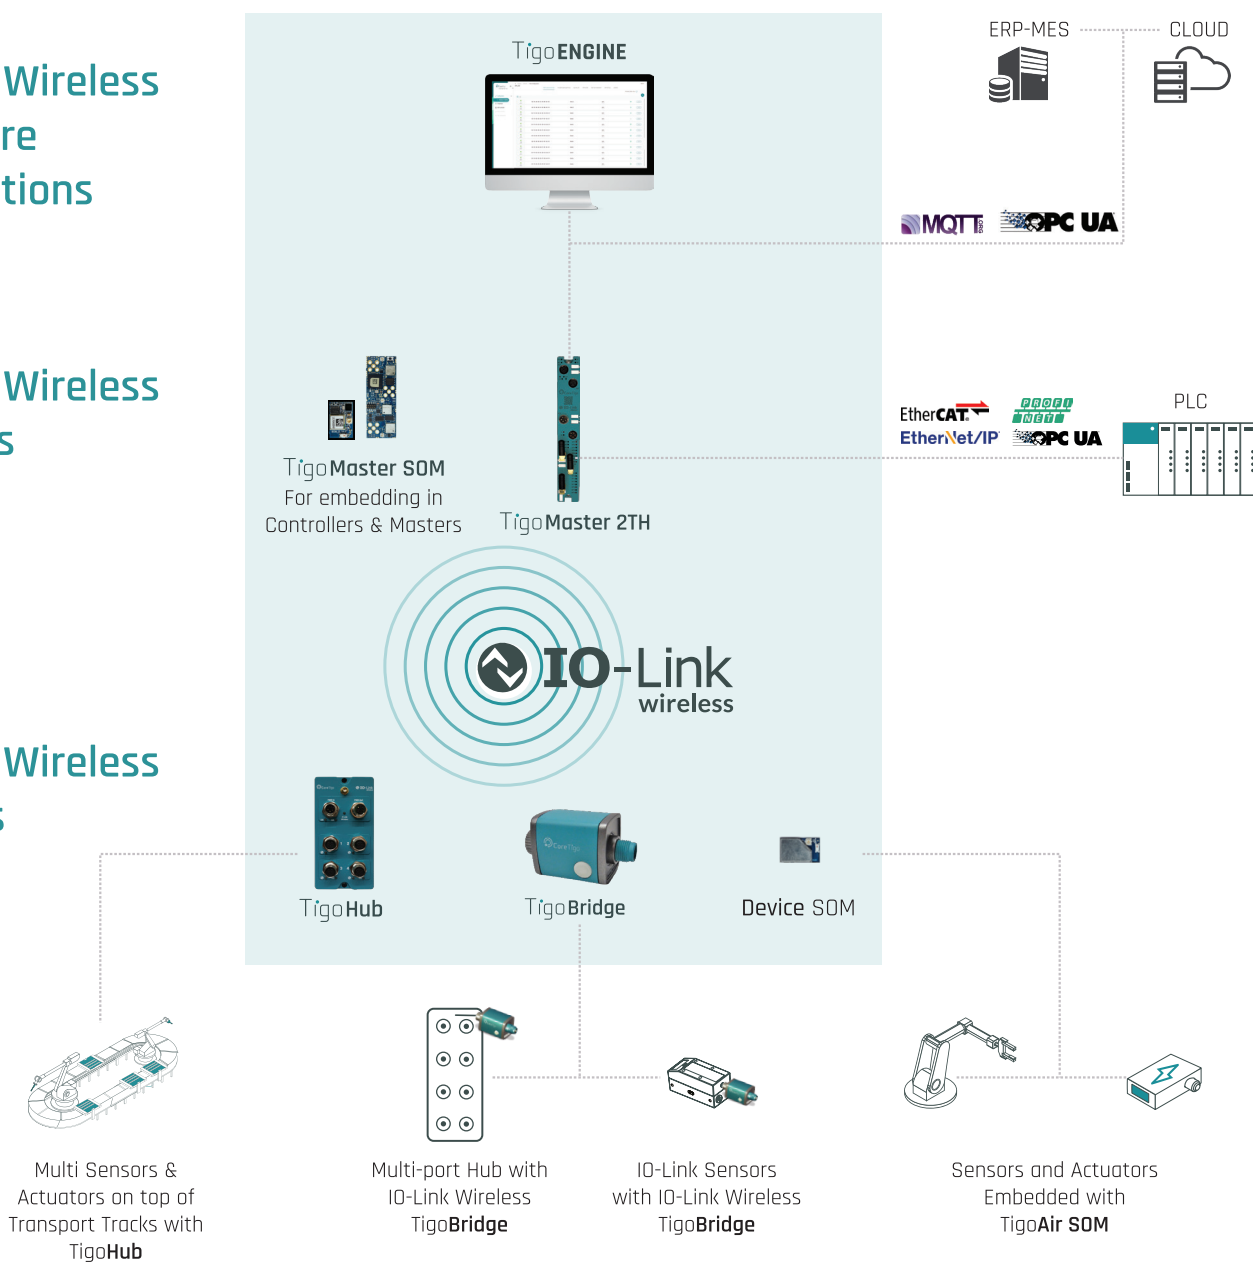 Wireless
re
tions
TigoENGINE
ERP-MES
CLOUD
MQTT.ORG
OPC UA
Wireless
s
TigoMaster SOM
For embedding in
Controllers & Masters
TigoMaster 2TH
EtherCAT.
PROFI
NET
EtherNet/IP
OPC UA
PLC
IO-Link
wireless
Wireless
s
TigoHub
CoreTigo
TigoBridge
Device SOM
Multi Sensors &
Actuators on top of
Transport Tracks with
TigoHub
Multi-port Hub with
IO-Link Wireless
TigoBridge
IO-Link Sensors
with IO-Link Wireless
TigoBridge
Sensors and Actuators
Embedded with
TigoAir SOM